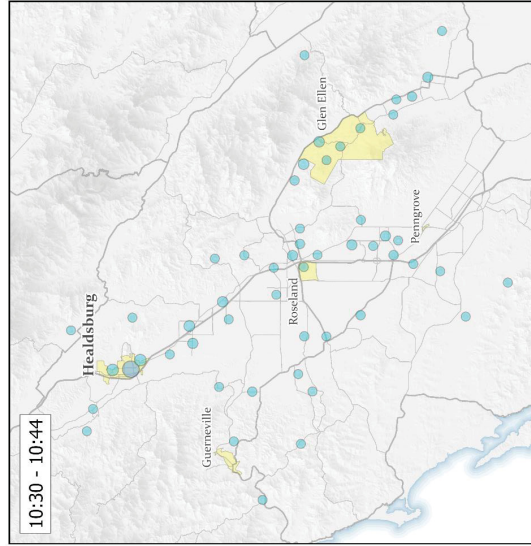 10:30 - 10:44
Healdsburg
Guerneville
Roseland
Glen Ellen
Penngrove